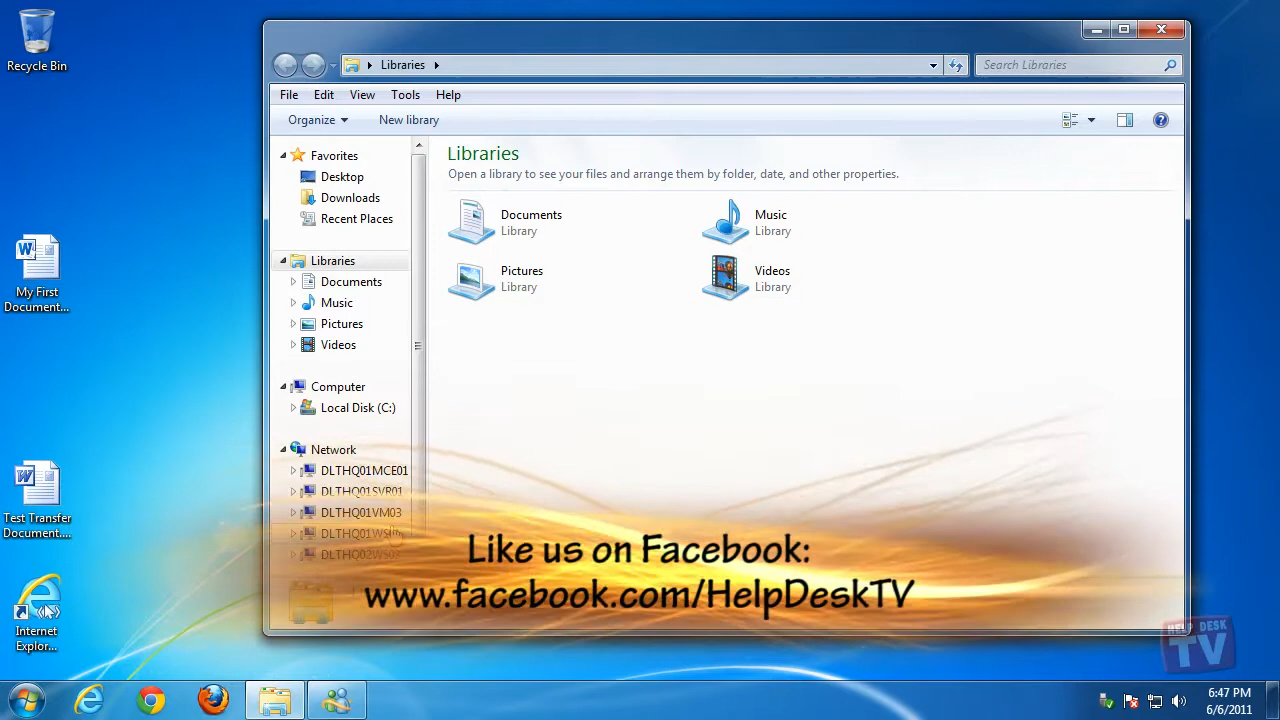 Recycle Bin
My First
Document...
Test Transfer
Document...
Internet
Explor...
Libraries
Search Libraries
File Edit View Tools Help
Organize New library
Favorites
Desktop
Downloads
Recent Places
Libraries
Documents
Music
Pictures
Videos
Computer
Local Disk (C:)
Network
DLTHQ01MCE01
DLTHQ01SVR01
DLTHQ01VM03
Libraries
Open a library to see your files and arrange them by folder, date, and other properties.
Documents
Library
Music
Library
Pictures
Library
Videos
Library
Like us on Facebook:
www.facebook.com/HelpDeskTV
HELP DESK
TV
6:47 PM
6/6/2011